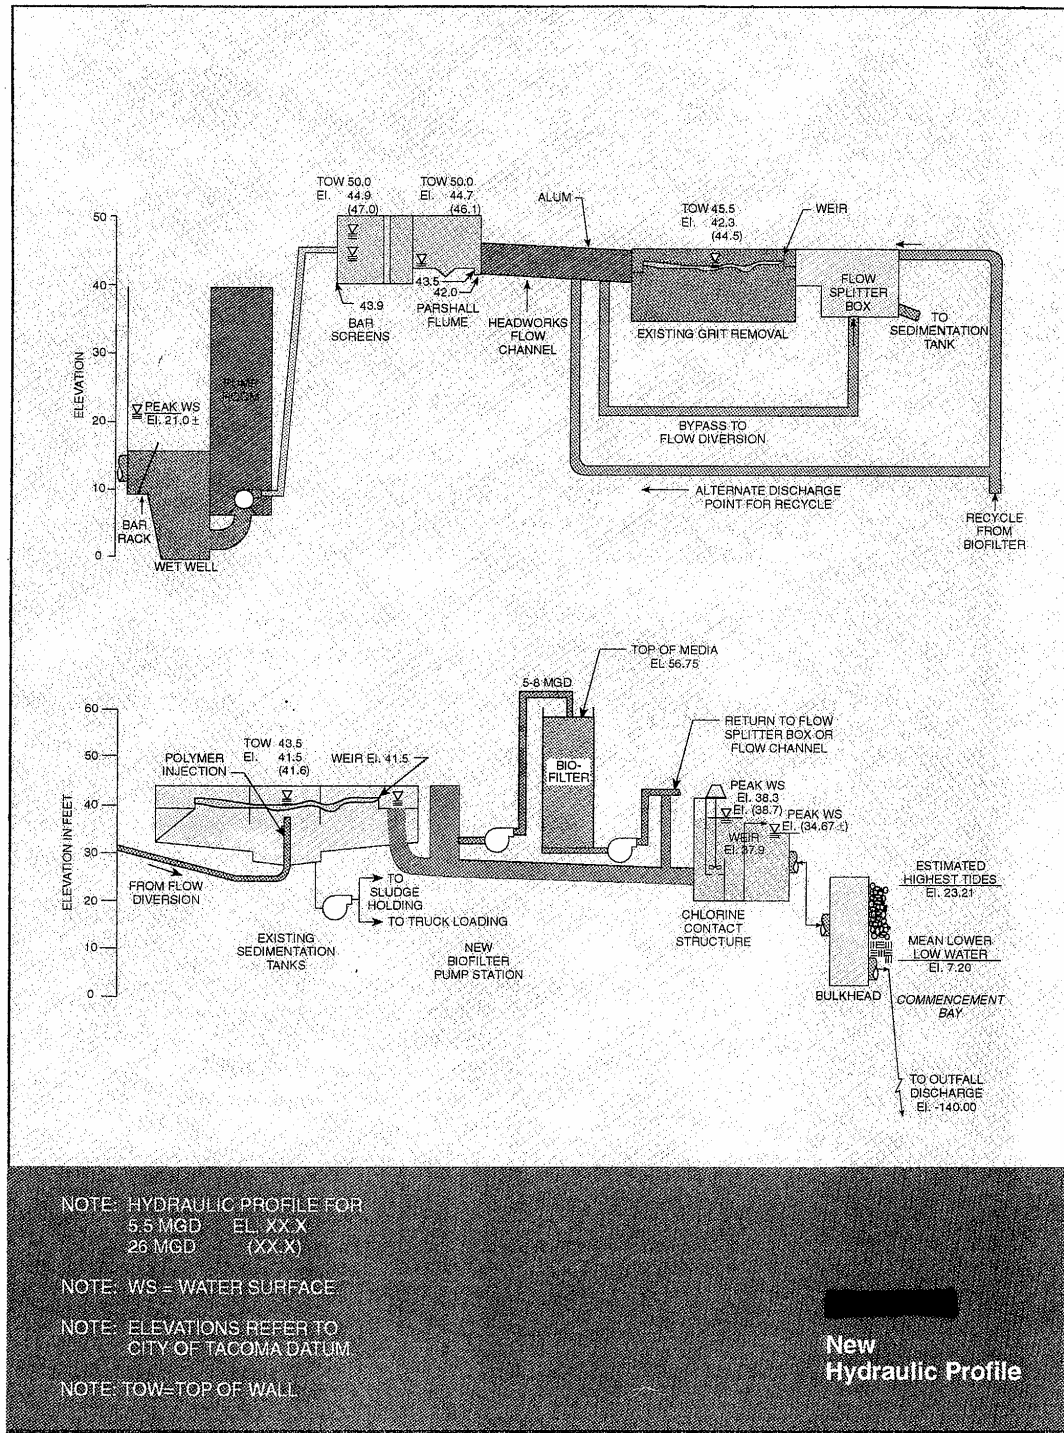 TOW 50.0
El. 44.9
(47.0)
TOW 50.0
El. 44.7
(46.1)
ALUM
TOW 45.5
El. 42.3
(44.5)
WEIR
50
40
30
20
10
0
ELEVATION
43.9
BAR
SCREENS
43.5
42.0
PARSHALL
FLUME
HEADWORKS
FLOW
CHANNEL
EXISTING GRIT REMOVAL
FLOW
SPLITTER
BOX
TO
SEDIMENTATION
TANK
PUMP
ROOM
PEAK WS
El. 21.0 ±
BYPASS TO
FLOW DIVERSION
ALTERNATE DISCHARGE
POINT FOR RECYCLE
RECYCLE
FROM
BIOFILTER
BAR
RACK
WET WELL
TOP OF MEDIA
EL 56.75
5-8 MGD
60
50
40
30
20
10
0
ELEVATION IN FEET
POLYMER
INJECTION
TOW 43.5
El. 41.5
(41.6)
WEIR El. 41.5
BIO-
FILTER
RETURN TO FLOW
SPLITTER BOX OR
FLOW CHANNEL
PEAK WS
El. 38.3
(38.7)
PEAK WS
El. (34.67 ±)
WEIR
El. 37.9
FROM FLOW
DIVERSION
TO
SLUDGE
HOLDING
TO TRUCK LOADING
EXISTING
SEDIMENTATION
TANKS
NEW
BIOFILTER
PUMP STATION
CHLORINE
CONTACT
STRUCTURE
ESTIMATED
HIGHEST TIDES
El. 23.21
MEAN LOWER
LOW WATER
El. 7.20
BULKHEAD
COMMENCEMENT
BAY
TO OUTFALL
DISCHARGE
El. -140.00
NOTE: HYDRAULIC PROFILE FOR
5.5 MGD EL. XX.X
26 MGD (XX.X)
NOTE: WS = WATER SURFACE
NOTE: ELEVATIONS REFER TO
CITY OF TACOMA DATUM
NOTE: TOW=TOP OF WALL
New
Hydraulic Profile